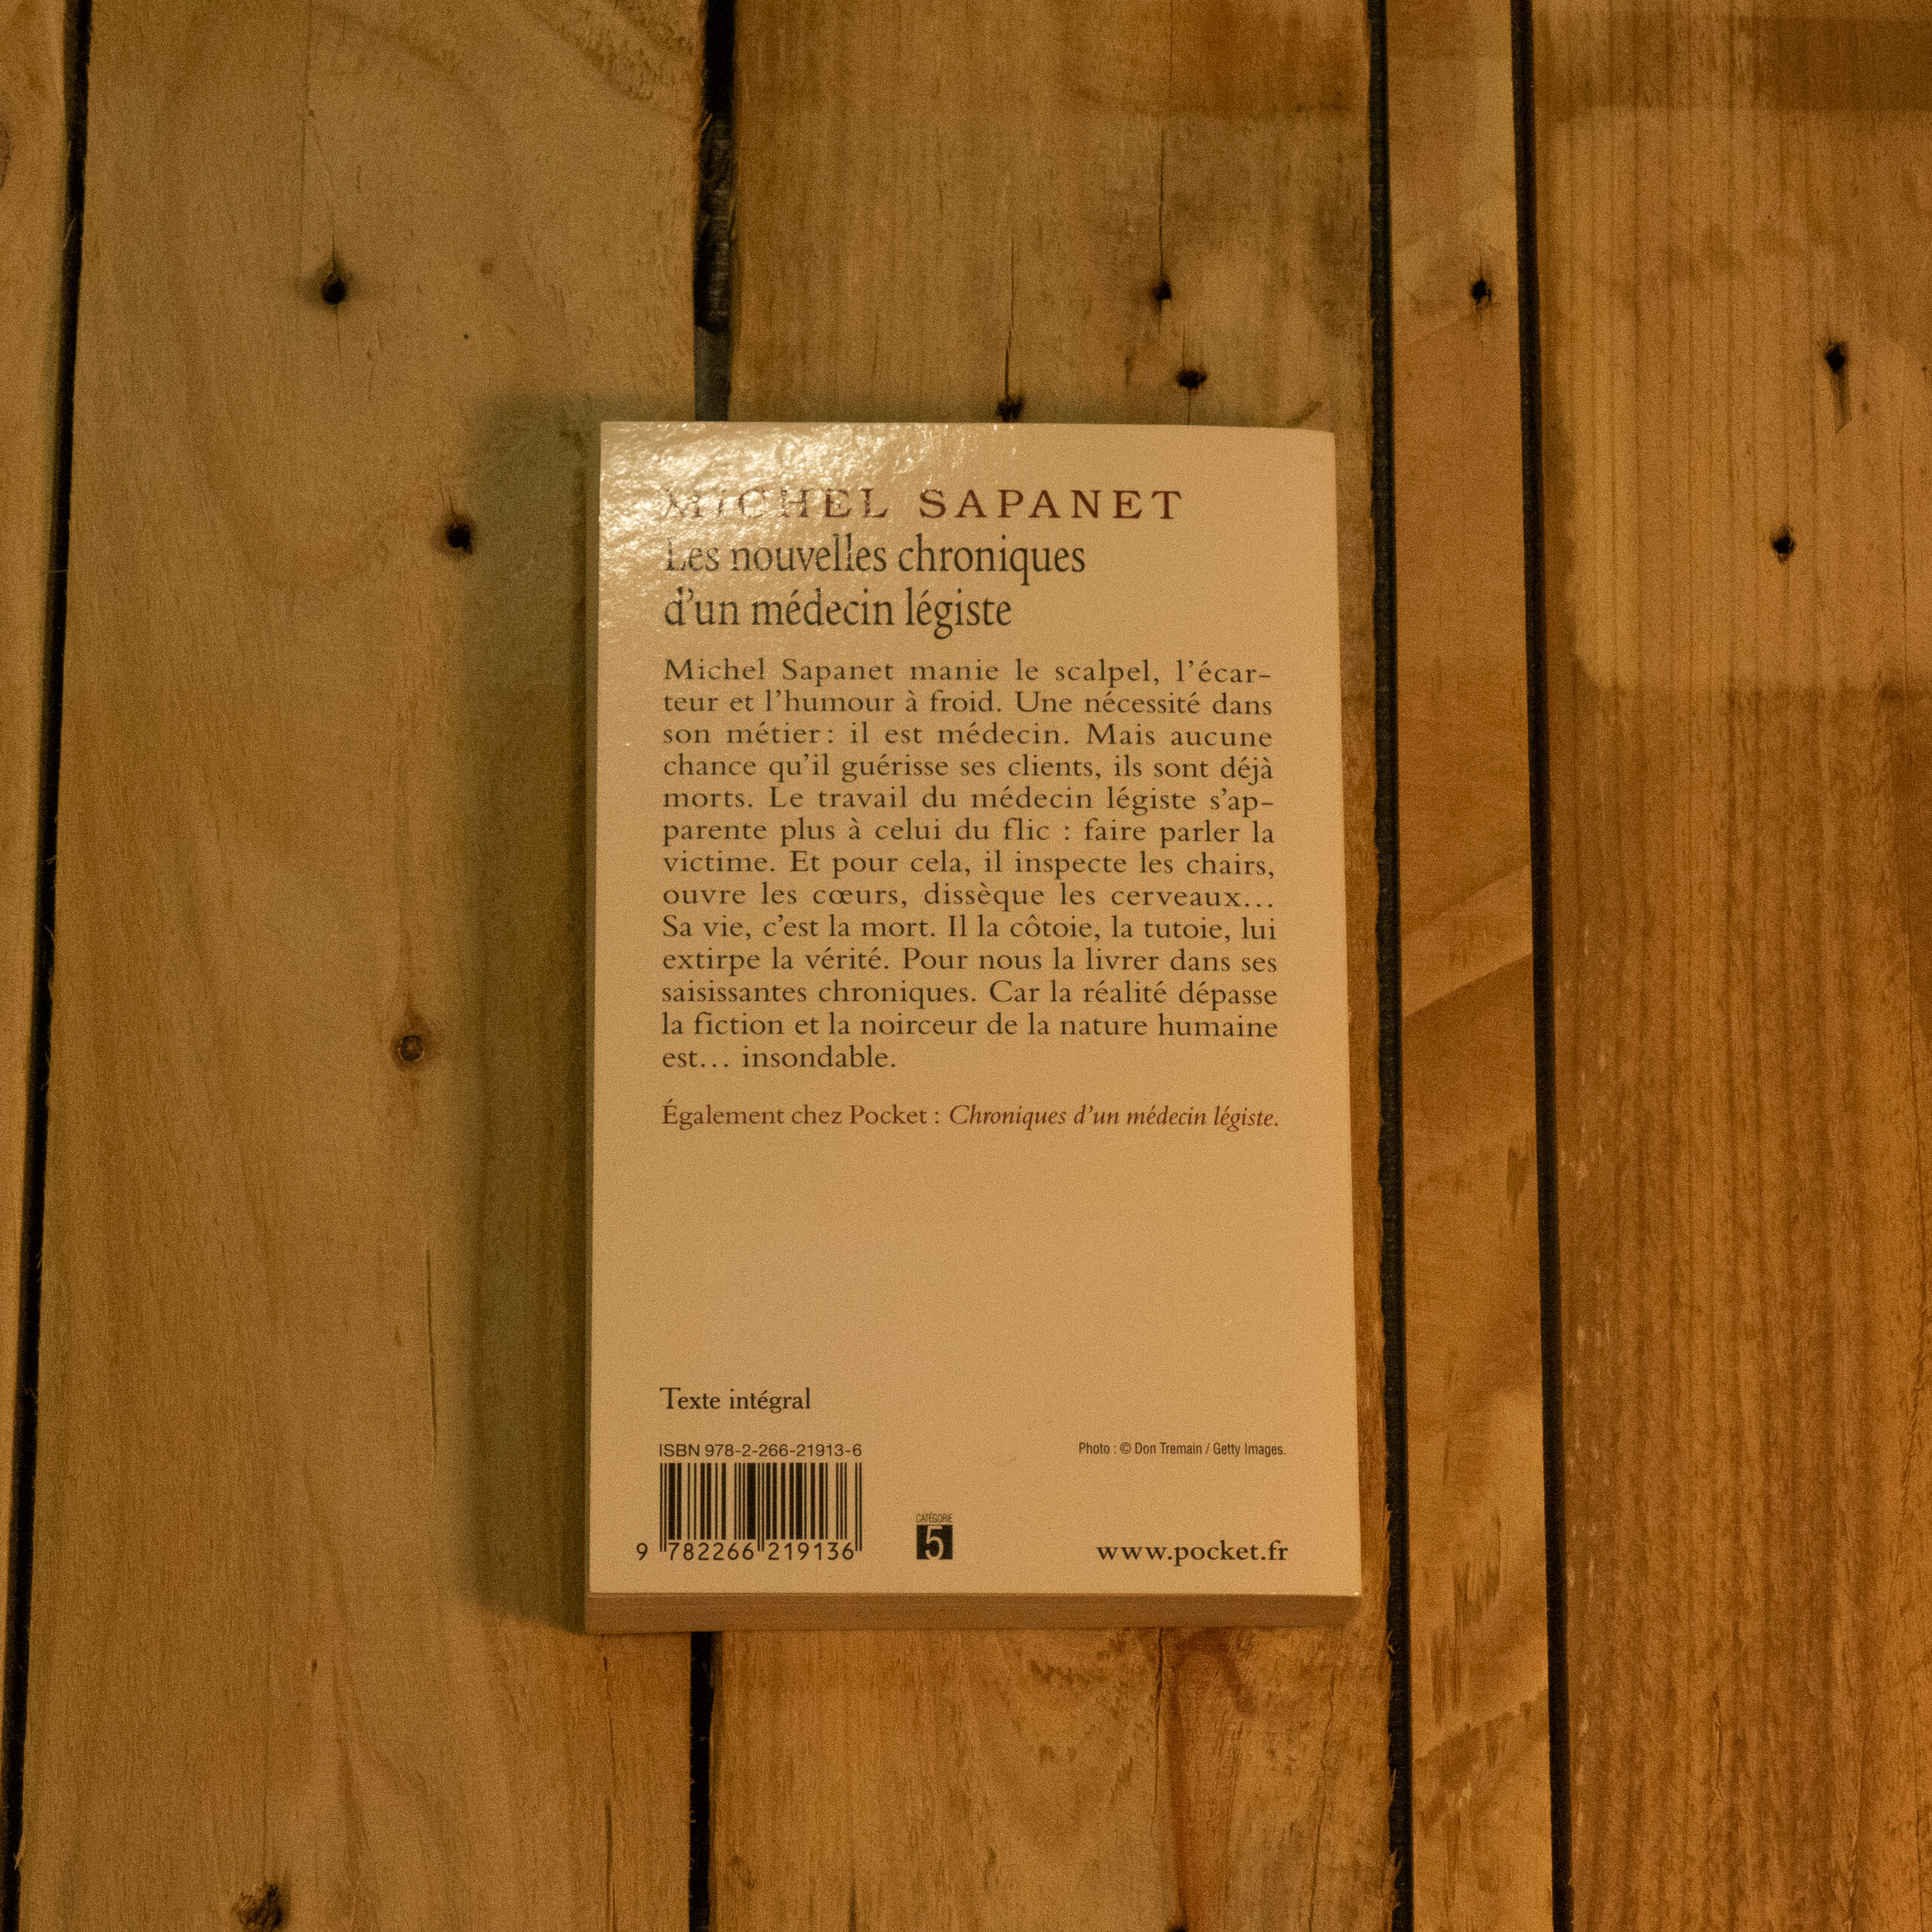 MICHEL SAPANET
Les nouvelles chroniques
d'un médecin légiste
Michel Sapanet manie le scalpel, l'écar-
teur et l'humour à froid. Une nécessité dans
son métier : il est médecin. Mais aucune
chance qu'il guérisse ses clients, ils sont déjà
morts. Le travail du médecin légiste s'ap-
parente plus à celui du flic : faire parler la
victime. Et pour cela, il inspecte les chairs,
ouvre les cœurs, dissèque les cerveaux…
Sa vie, c'est la mort. Il la côtoie, la tutoie, lui
extirpe la vérité. Pour nous la livrer dans ses
saisissantes chroniques. Car la réalité dépasse
la fiction et la noirceur de la nature humaine
est… insondable.
Également chez Pocket : Chroniques d'un médecin légiste.
Texte intégral
ISBN 978-2-266-21913-6
Photo : © Don Tremain / Getty Images.
CATÉGORIE
5
9 782266 219136
www.pocket.fr